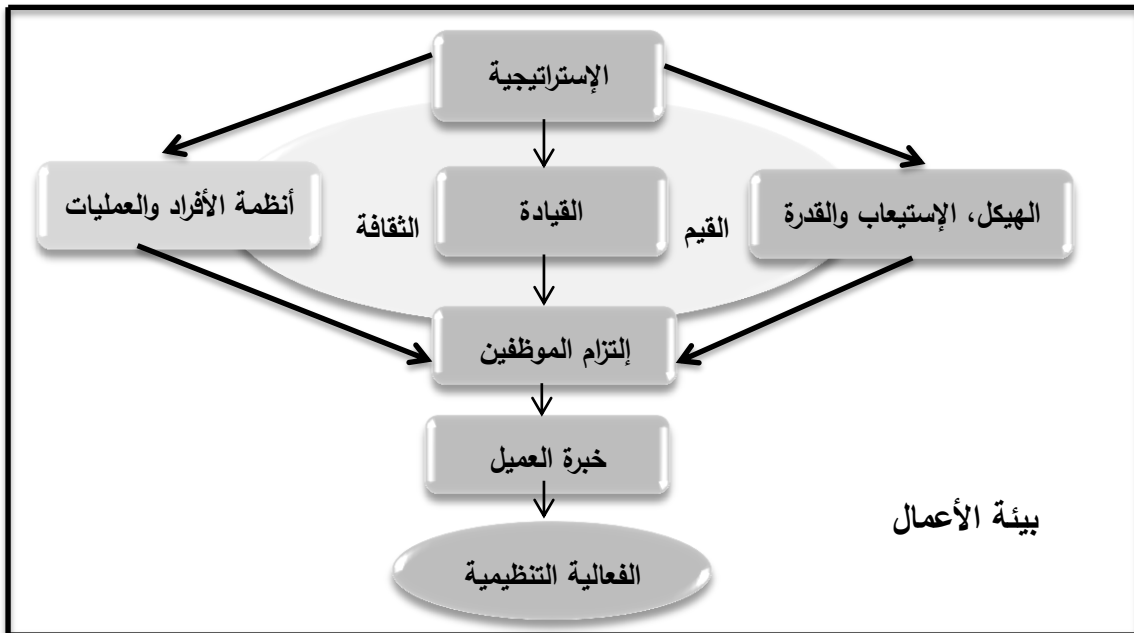 الإستراتيجية
الهيكل، الإستيعاب والقدرة
القيم
القيادة
الثقافة
أنظمة الأفراد والعمليات
إلتزام الموظفين
خبرة العميل
بيئة الأعمال
الفعالية التنظيمية